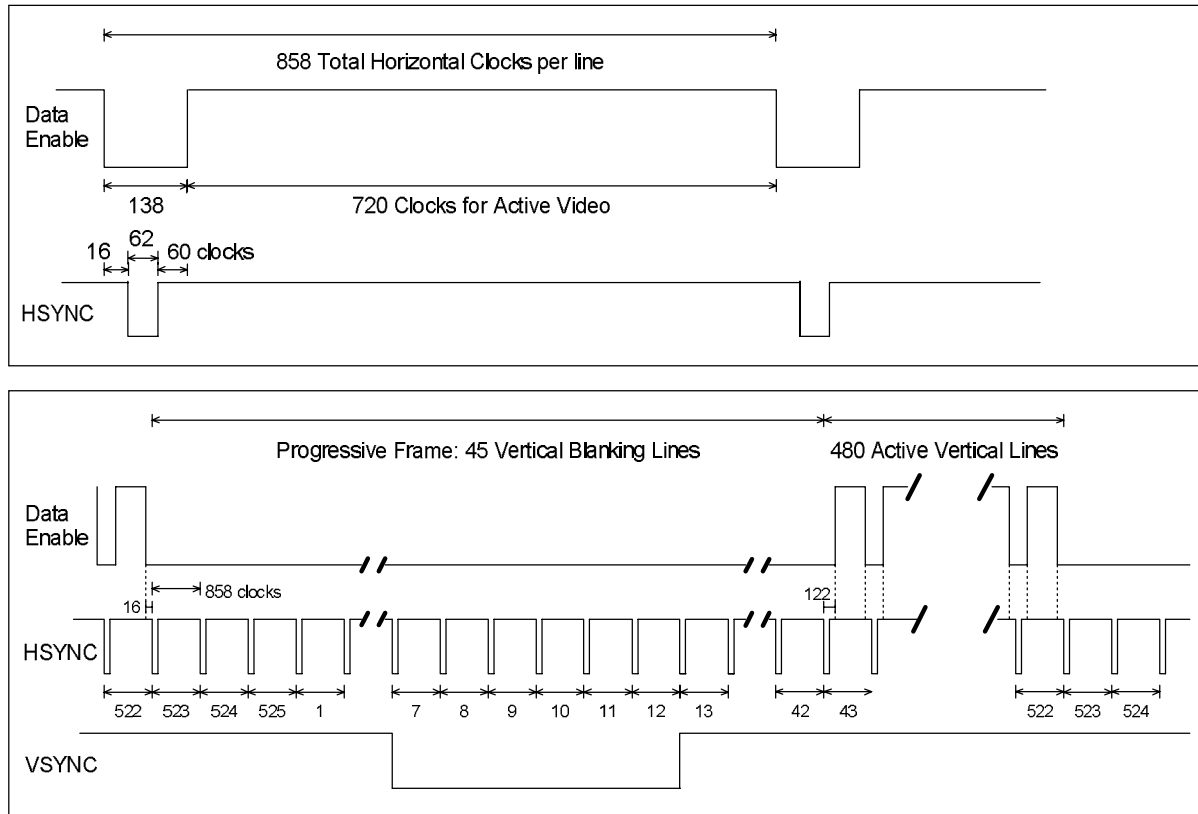 858 Total Horizontal Clocks per line
Data
Enable
138
720 Clocks for Active Video
62
16
60 clocks
HSYNC
Progressive Frame: 45 Vertical Blanking Lines
480 Active Vertical Lines
Data
Enable
858 clocks
16
122
HSYNC
522 523 524 525 1 7 8 9 10 11 12 13 42 43 522 523 524
VSYNC